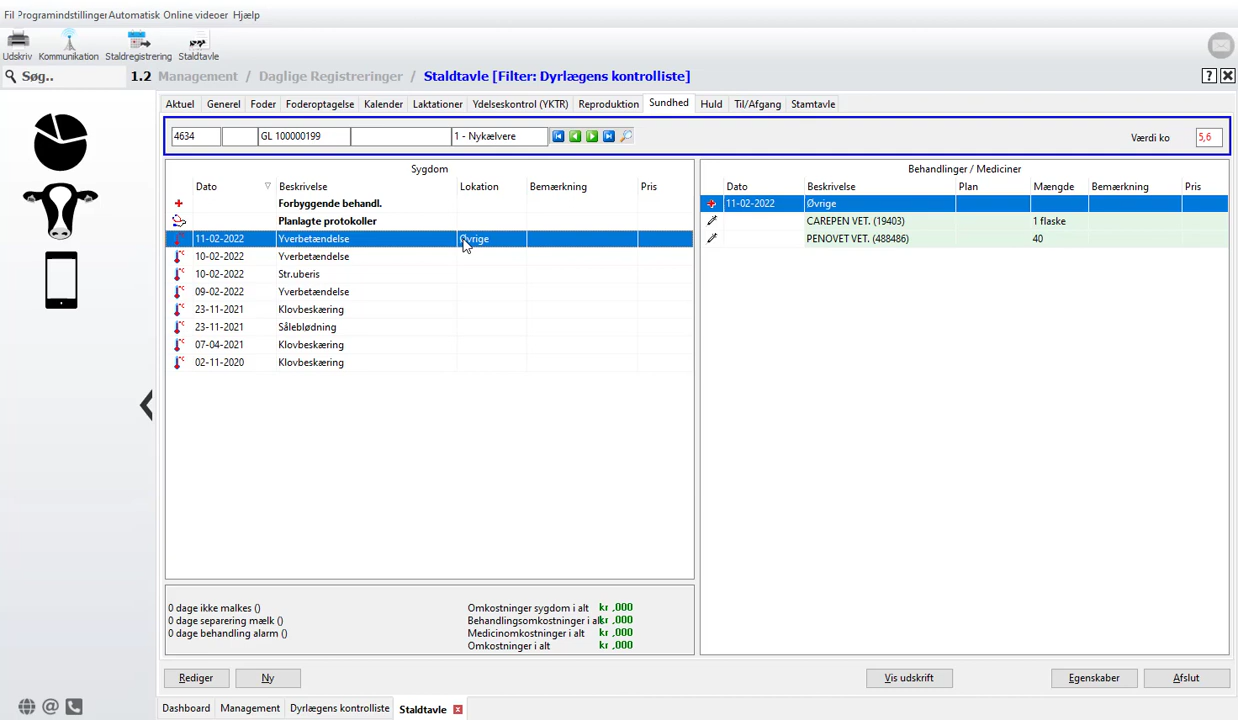 Fil Programindstillinger Automatisk Online videoer Hjælp
Udskriv Kommunikation Staldregistrering Staldtavle
Søg.. 1.2 Management / Daglige Registreringer / Staldtavle [Filter: Dyrlægens kontrolliste] ? X
Aktuel Generel Foder Foderoptagelse Kalender Laktationer Ydelseskontrol (YKTR) Reproduktion Sundhed Huld Til/Afgang Stamtavle
4634 GL 100000199 1 - Nykælvere Værdi ko 5,6
Sygdom Behandlinger / Mediciner
Dato Beskrivelse Lokation Bemærkning Pris Dato Beskrivelse Plan Mængde Bemærkning Pris
Forbyggende behandl. 11-02-2022 Øvrige
Planlagte protokoller CAREPEN VET. (19403) 1 flaske
11-02-2022 Yverbetændelse Øvrige PENOVET VET. (488486) 40
10-02-2022 Yverbetændelse
10-02-2022 Str.uberis
09-02-2022 Yverbetændelse
23-11-2021 Klovbeskæring
23-11-2021 Såleblødning
07-04-2021 Klovbeskæring
02-11-2020 Klovbeskæring
0 dage ikke malkes () Omkostninger sygdom i alt kr ,000
0 dage separering mælk () Behandlingsomkostninger i al kr ,000
0 dage behandling alarm () Medicinomkostninger i alt kr ,000
Omkostninger i alt kr ,000
Rediger Ny Vis udskrift Egenskaber Afslut
Dashboard Management Dyrlægens kontrolliste Staldtavle